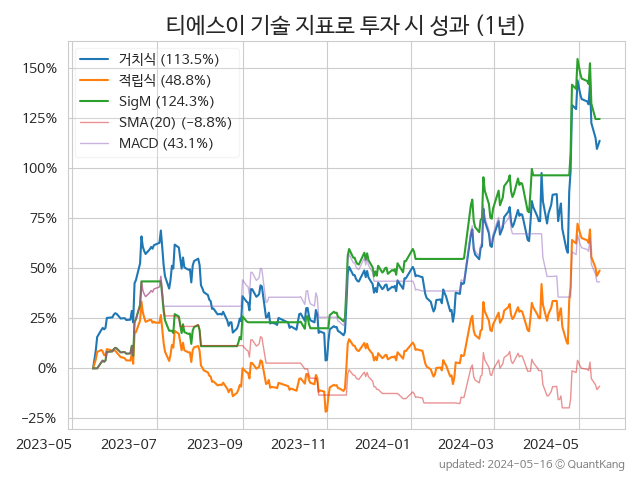 티에스이 기술 지표로 투자 시 성과 (1년)
거치식 (113.5%)
적립식 (48.8%)
SigM (124.3%)
SMA(20) (−8.8%)
MACD (43.1%)
150%
125%
100%
75%
50%
25%
0%
−25%
2023-05 2023-07 2023-09 2023-11 2024-01 2024-03 2024-05
updated: 2024-05-16 © QuantKang